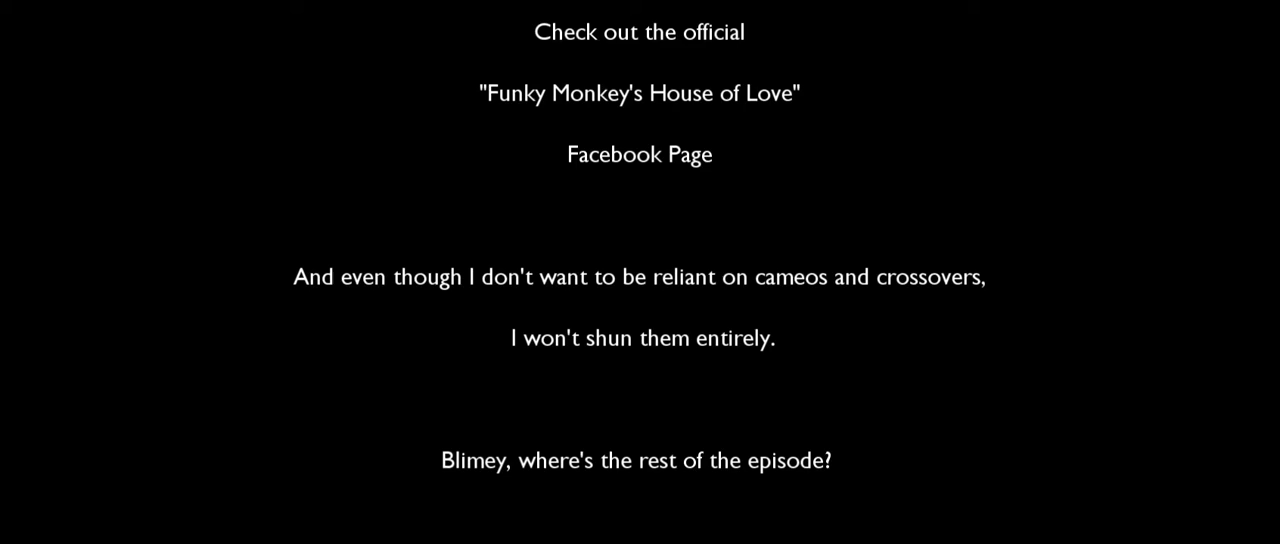 Check out the official
"Funky Monkey's House of Love"
Facebook Page
And even though I don't want to be reliant on cameos and crossovers,
I won't shun them entirely.
Blimey, where's the rest of the episode?